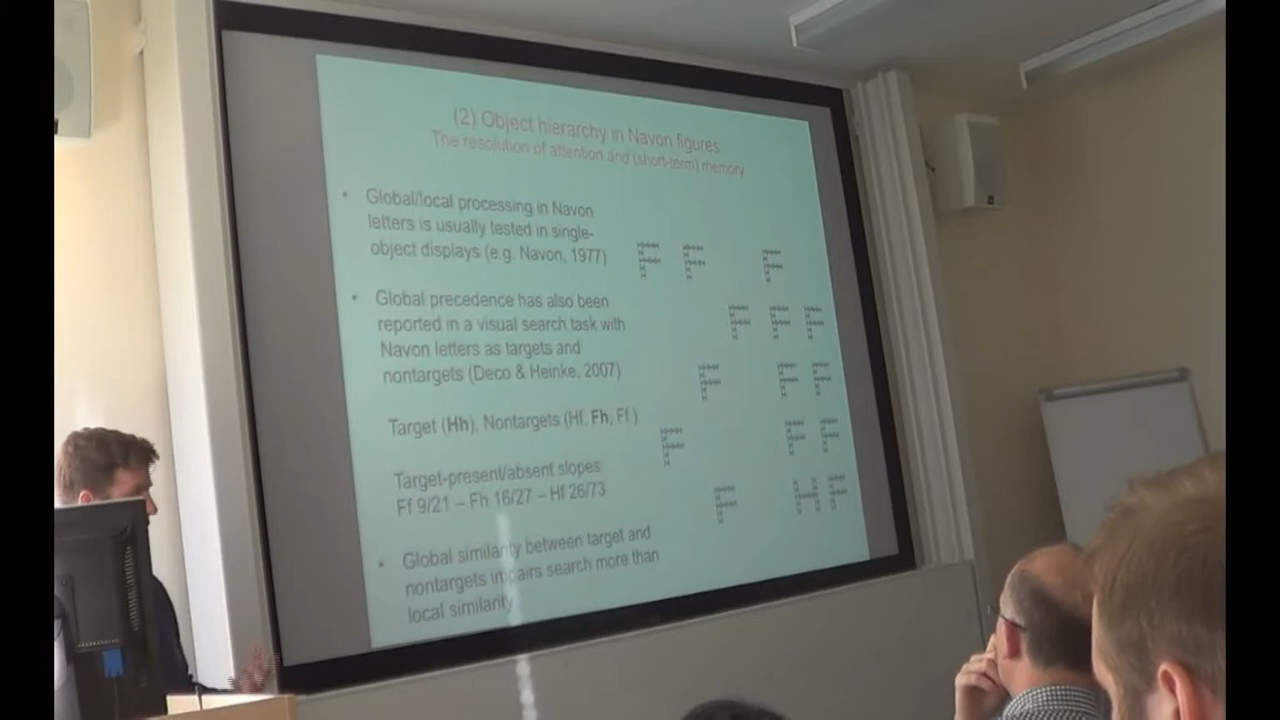 (2) Object hierarchy in Navon figures
The resolution of attention and (short-term) memory
• Global/local processing in Navon
letters is usually tested in single-
object displays (e.g. Navon, 1977)
• Global precedence has also been
reported in a visual search task with
Navon letters as targets and
nontargets (Deco & Heinke, 2007)
Target (Hh), Nontargets (Hf, Fh, Ff )
Target-present/absent slopes
Ff 9/21 – Fh 16/27 – Hf 26/73
• Global similarity between target and
nontargets impairs search more than
local similarity
F F F
F F F
F F F
F F F
F H F